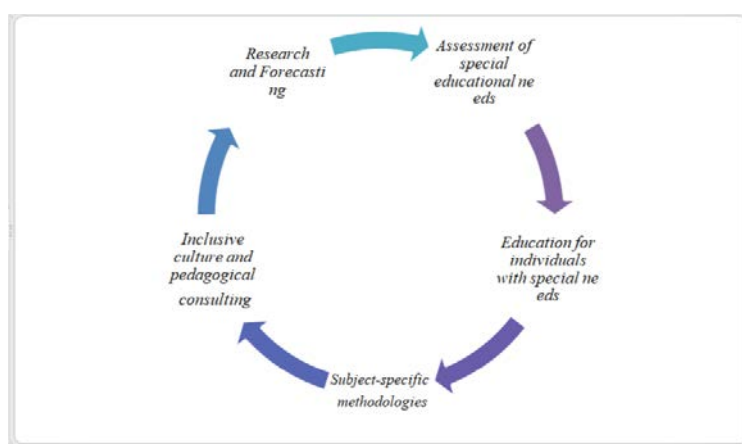 Research
and Forecasti
ng
Assessment of
special
educational ne
eds
Education for
individuals
with special ne
eds
Subject-specific
methodologies
Inclusive
culture and
pedagogical
consulting